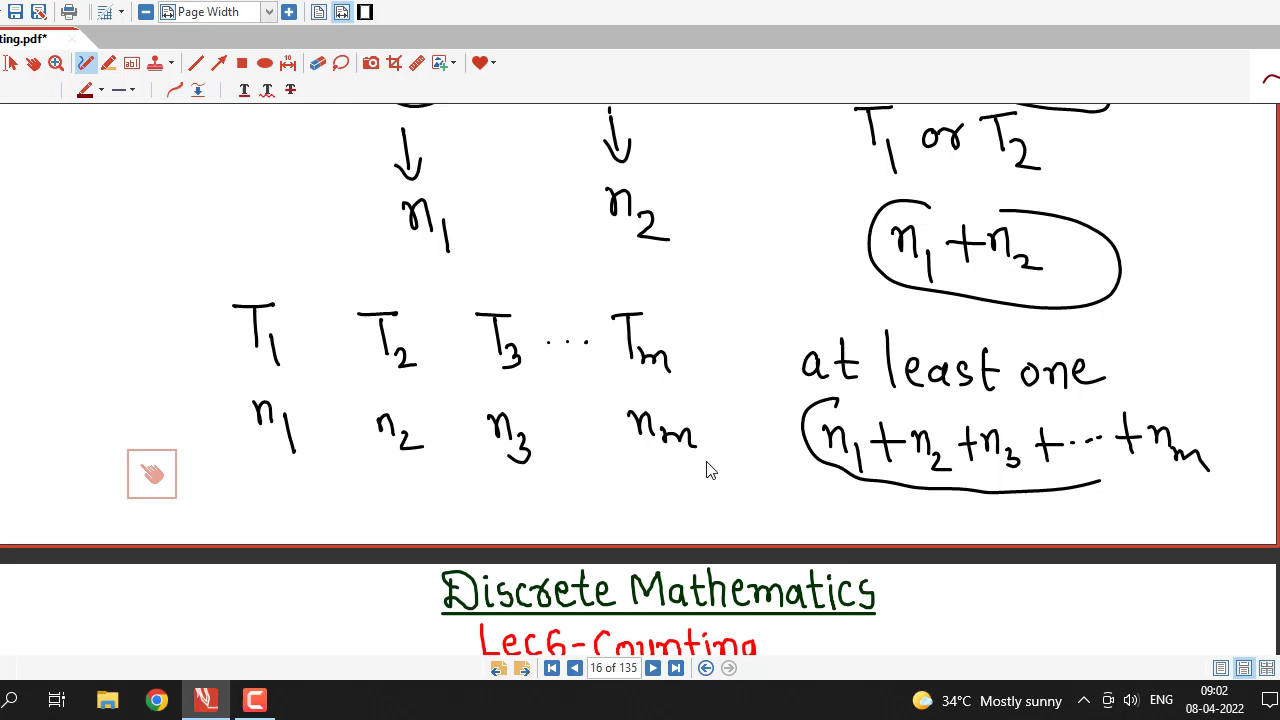 Page Width
ting.pdf*
T1 or T2
n1 n2
n1+n2
T1 T2 T3 ... Tm
at least one
n1 n2 n3 nm
n1+n2+n3+...+nm
Discrete Mathematics
Lec6-Counting
16 of 135
34°C Mostly sunny
ENG
09:02
08-04-2022